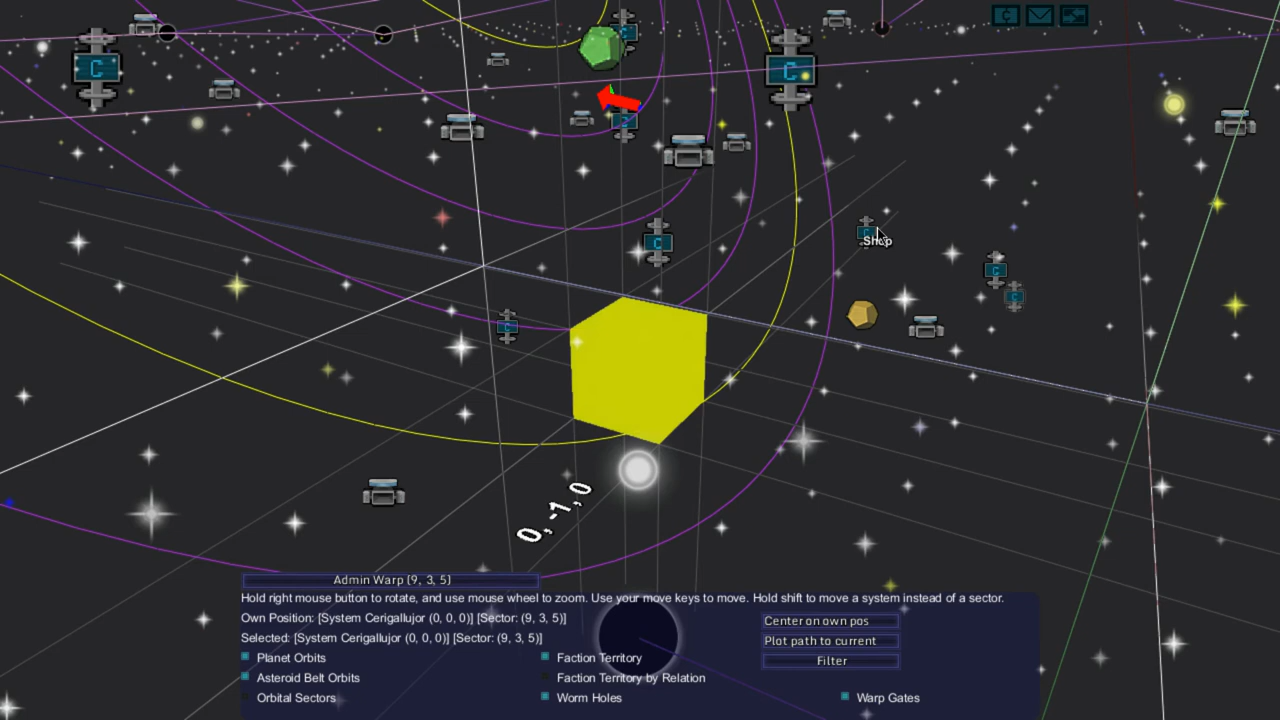 C
C
C
C
C
Shop
C
C
C
C
0,-1,0
Admin Warp (9, 3, 5)
Hold right mouse button to rotate, and use mouse wheel to zoom. Use your move keys to move. Hold shift to move a system instead of a sector.
Own Position: [System Cerigallujor (0, 0, 0)] [Sector: (9, 3, 5)]
Center on own pos
Selected: [System Cerigallujor (0, 0, 0)] [Sector: (9, 3, 5)]
Plot path to current
Planet Orbits
Faction Territory
Filter
Asteroid Belt Orbits
Faction Territory by Relation
Orbital Sectors
Worm Holes
Warp Gates